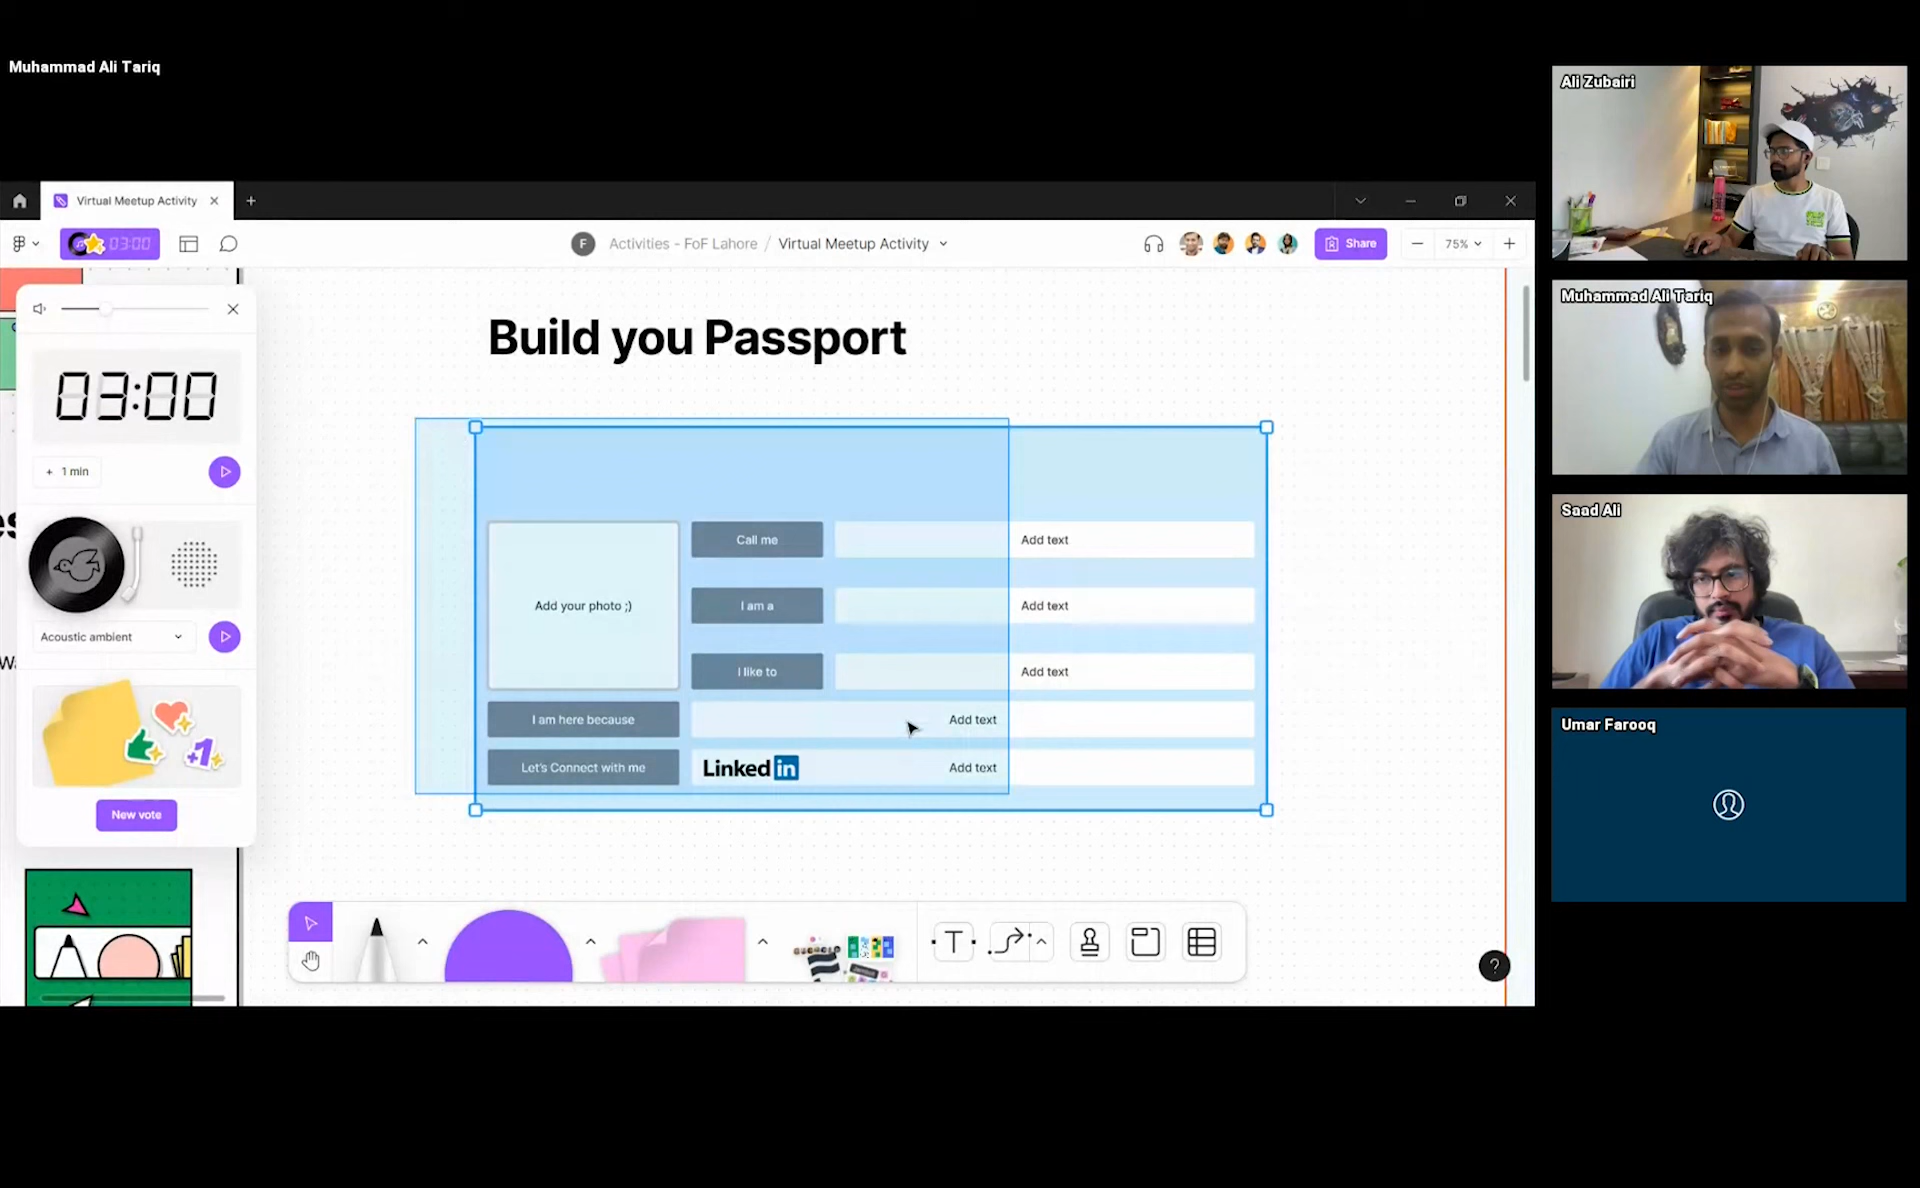 Muhammad Ali Tariq
Virtual Meetup Activity
03:00
F
Activities - FoF Lahore / Virtual Meetup Activity
Share
75%
03:00
+ 1 min
Acoustic ambient
+1
New vote
Build you Passport
Add your photo ;)
Call me
Add text
I am a
Add text
I like to
Add text
I am here because
Add text
Let's Connect with me
Linked in
Add text
T
?
Ali Zubairi
Muhammad Ali Tariq
Saad Ali
Umar Farooq